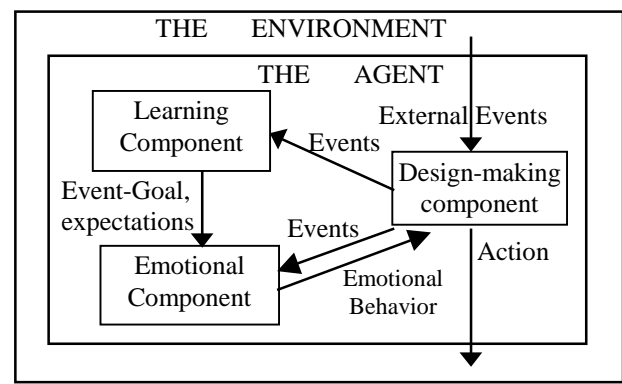 THE ENVIRONMENT
THE AGENT
Learning
Component
External Events
Events
Design-making
component
Event-Goal,
expectations
Events
Emotional
Component
Emotional
Behavior
Action